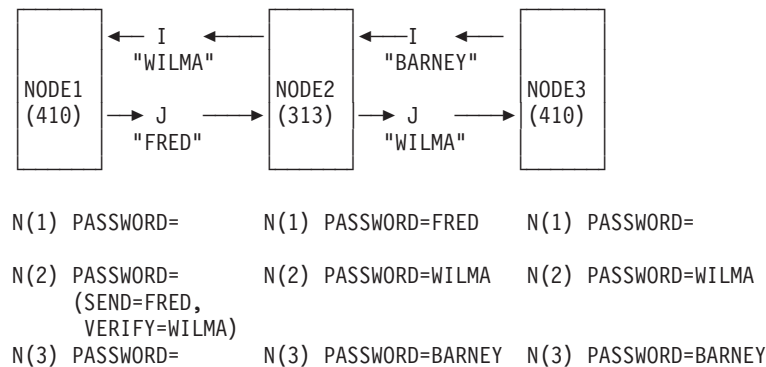 I I
"WILMA" "BARNEY"
NODE1 NODE2 NODE3
(410) J (313) J (410)
"FRED" "WILMA"
N(1) PASSWORD= N(1) PASSWORD=FRED N(1) PASSWORD=
N(2) PASSWORD= N(2) PASSWORD=WILMA N(2) PASSWORD=WILMA
(SEND=FRED,
VERIFY=WILMA)
N(3) PASSWORD= N(3) PASSWORD=BARNEY N(3) PASSWORD=BARNEY